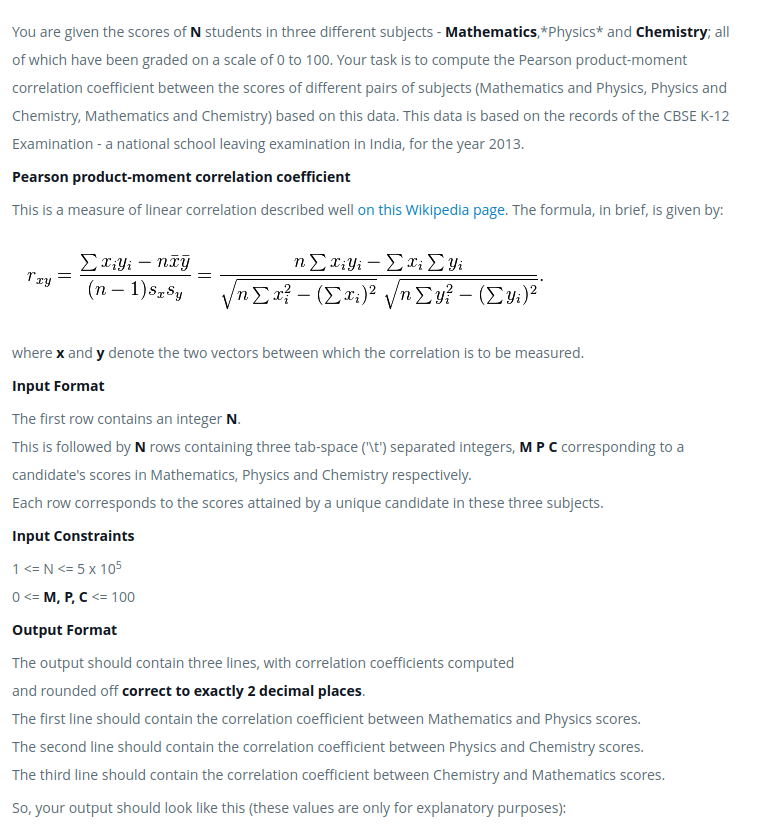 You are given the scores of N students in three different subjects - Mathematics,*Physics* and Chemistry; all
of which have been graded on a scale of 0 to 100. Your task is to compute the Pearson product-moment
correlation coefficient between the scores of different pairs of subjects (Mathematics and Physics, Physics and
Chemistry, Mathematics and Chemistry) based on this data. This data is based on the records of the CBSE K-12
Examination - a national school leaving examination in India, for the year 2013.
Pearson product-moment correlation coefficient
This is a measure of linear correlation described well on this Wikipedia page. The formula, in brief, is given by:
r_{xy} = \frac{\sum x_i y_i - n\bar{x}\bar{y}}{(n-1)s_x s_y} = \frac{n\sum x_i y_i - \sum x_i \sum y_i}{\sqrt{n\sum x_i^2 - (\sum x_i)^2} \sqrt{n\sum y_i^2 - (\sum y_i)^2}}.
where x and y denote the two vectors between which the correlation is to be measured.
Input Format
The first row contains an integer N.
This is followed by N rows containing three tab-space ('\t') separated integers, M P C corresponding to a
candidate's scores in Mathematics, Physics and Chemistry respectively.
Each row corresponds to the scores attained by a unique candidate in these three subjects.
Input Constraints
1 <= N <= 5 x 10⁵
0 <= M, P, C <= 100
Output Format
The output should contain three lines, with correlation coefficients computed
and rounded off correct to exactly 2 decimal places.
The first line should contain the correlation coefficient between Mathematics and Physics scores.
The second line should contain the correlation coefficient between Physics and Chemistry scores.
The third line should contain the correlation coefficient between Chemistry and Mathematics scores.
So, your output should look like this (these values are only for explanatory purposes):